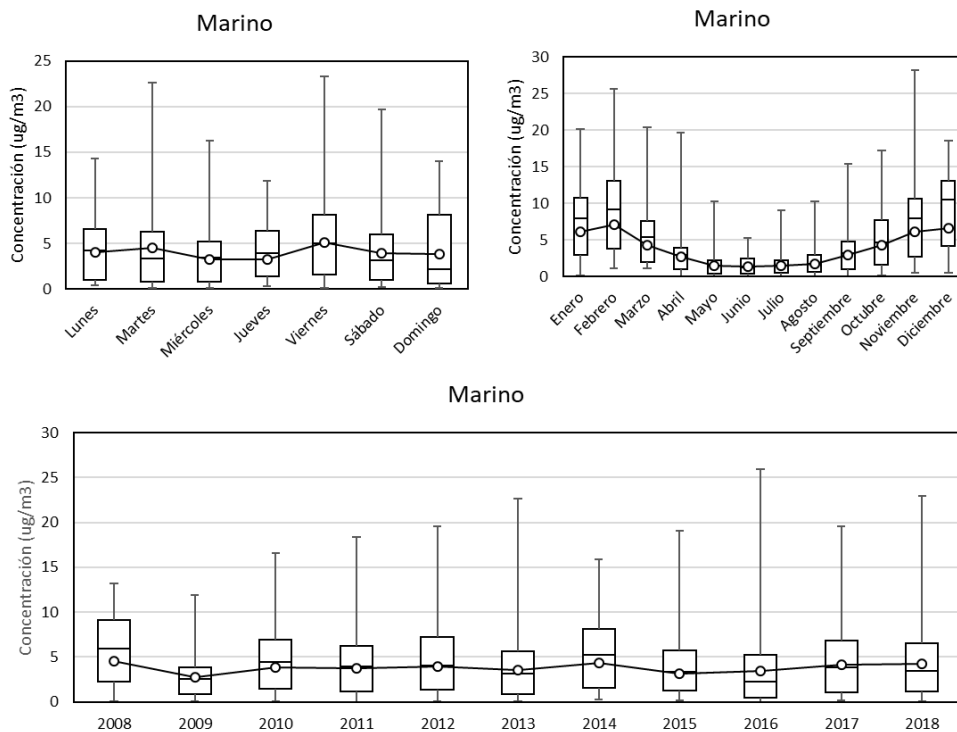 Marino
Concentración (ug/m3)
25
20
15
10
5
0
Lunes
Martes
Miércoles
Jueves
Viernes
Sábado
Domingo
Marino
Concentración (ug/m3)
30
25
20
15
10
5
0
Enero
Febrero
Marzo
Abril
Mayo
Junio
Julio
Agosto
Septiembre
Octubre
Noviembre
Diciembre
Marino
Concentración (ug/m3)
30
25
20
15
10
5
0
2008 2009 2010 2011 2012 2013 2014 2015 2016 2017 2018